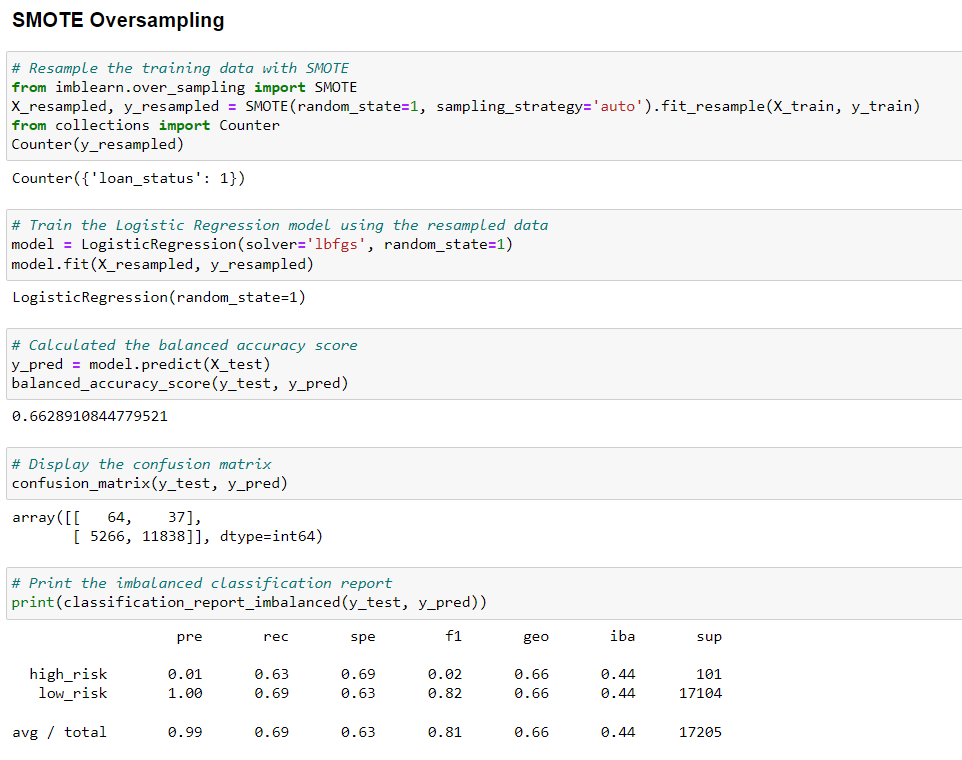 SMOTE Oversampling
# Resample the training data with SMOTE
from imblearn.over_sampling import SMOTE
X_resampled, y_resampled = SMOTE(random_state=1, sampling_strategy='auto').fit_resample(X_train, y_train)
from collections import Counter
Counter(y_resampled)
Counter({'loan_status': 1})
# Train the Logistic Regression model using the resampled data
model = LogisticRegression(solver='lbfgs', random_state=1)
model.fit(X_resampled, y_resampled)
LogisticRegression(random_state=1)
# Calculated the balanced accuracy score
y_pred = model.predict(X_test)
balanced_accuracy_score(y_test, y_pred)
0.6628910844779521
# Display the confusion matrix
confusion_matrix(y_test, y_pred)
array([[   64,    37],
       [ 5266, 11838]], dtype=int64)
# Print the imbalanced classification report
print(classification_report_imbalanced(y_test, y_pred))
                   pre       rec       spe        f1       geo       iba       sup
  high_risk       0.01      0.63      0.69      0.02      0.66      0.44       101
   low_risk       1.00      0.69      0.63      0.82      0.66      0.44     17104
avg / total       0.99      0.69      0.63      0.81      0.66      0.44     17205